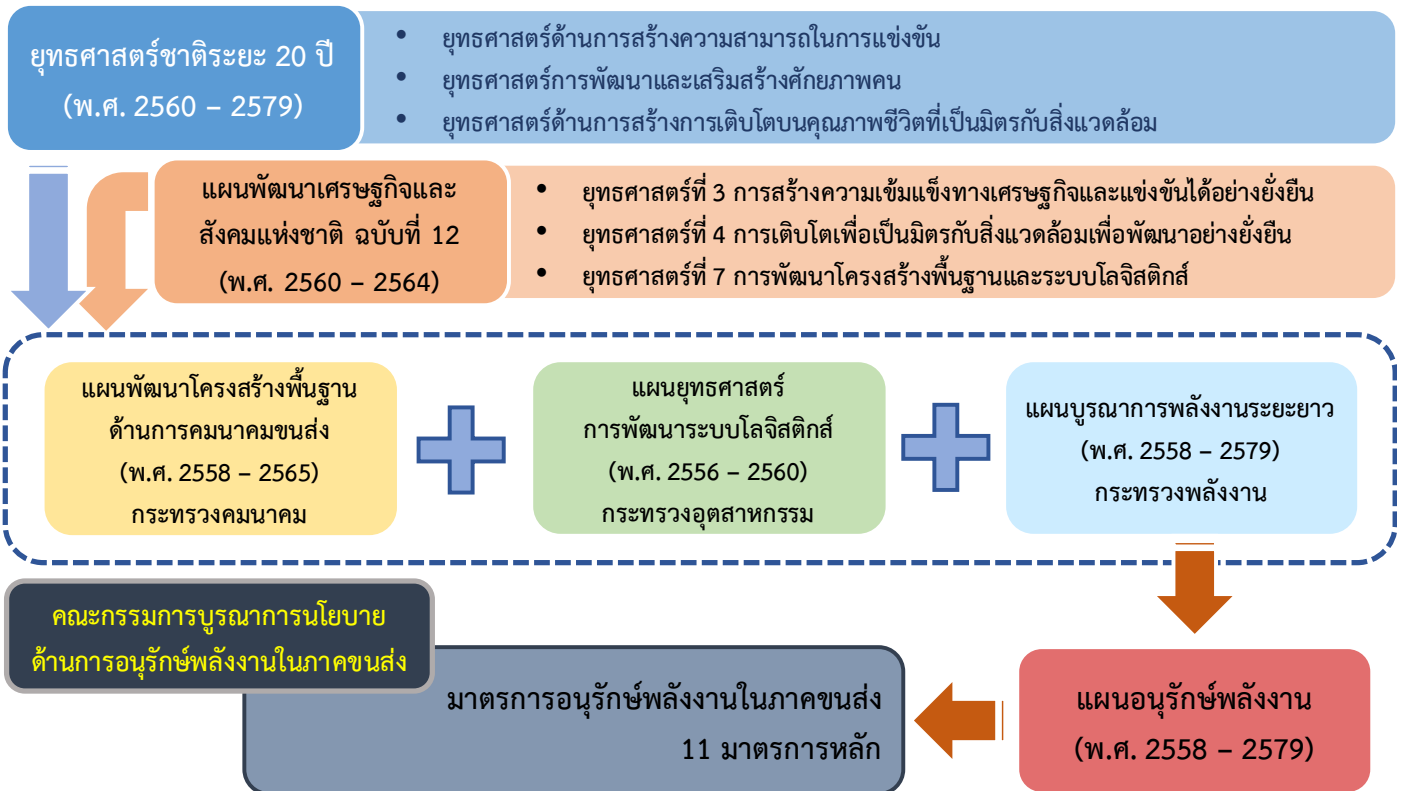 ยุทธศาสตร์ชาติระยะ 20 ปี
(พ.ศ. 2560 – 2579)
• ยุทธศาสตร์ด้านการสร้างความสามารถในการแข่งขัน
• ยุทธศาสตร์การพัฒนาและเสริมสร้างศักยภาพคน
• ยุทธศาสตร์ด้านการสร้างการเติบโตบนคุณภาพชีวิตที่เป็นมิตรกับสิ่งแวดล้อม
แผนพัฒนาเศรษฐกิจและ
สังคมแห่งชาติ ฉบับที่ 12
(พ.ศ. 2560 – 2564)
• ยุทธศาสตร์ที่ 3 การสร้างความเข้มแข็งทางเศรษฐกิจและแข่งขันได้อย่างยั่งยืน
• ยุทธศาสตร์ที่ 4 การเติบโตเพื่อเป็นมิตรกับสิ่งแวดล้อมเพื่อพัฒนาอย่างยั่งยืน
• ยุทธศาสตร์ที่ 7 การพัฒนาโครงสร้างพื้นฐานและระบบโลจิสติกส์
แผนพัฒนาโครงสร้างพื้นฐาน
ด้านการคมนาคมขนส่ง
(พ.ศ. 2558 – 2565)
กระทรวงคมนาคม
แผนยุทธศาสตร์
การพัฒนาระบบโลจิสติกส์
(พ.ศ. 2556 – 2560)
กระทรวงอุตสาหกรรม
แผนบูรณาการพลังงานระยะยาว
(พ.ศ. 2558 – 2579)
กระทรวงพลังงาน
คณะกรรมการบูรณาการนโยบาย
ด้านการอนุรักษ์พลังงานในภาคขนส่ง
มาตรการอนุรักษ์พลังงานในภาคขนส่ง
11 มาตรการหลัก
แผนอนุรักษ์พลังงาน
(พ.ศ. 2558 – 2579)